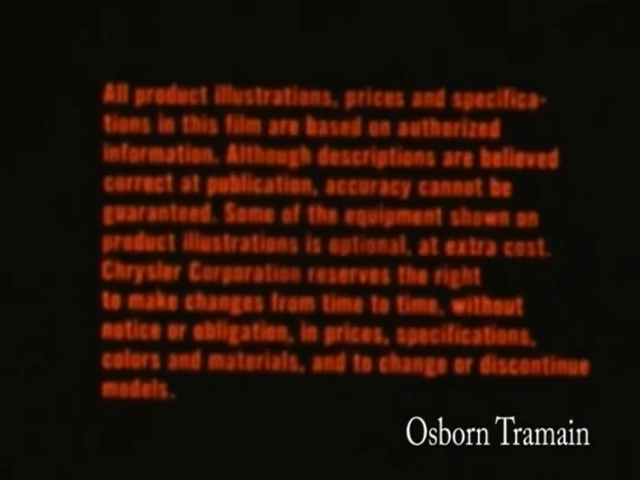 All product illustrations, prices and specifica-
tions in this film are based on authorized
information. Although descriptions are believed
correct at publication, accuracy cannot be
guaranteed. Some of the equipment shown on
product illustrations is optional, at extra cost.
Chrysler Corporation reserves the right
to make changes from time to time, without
notice or obligation, in prices, specifications,
colors and materials, and to change or discontinue
models.
Osborn Tramain